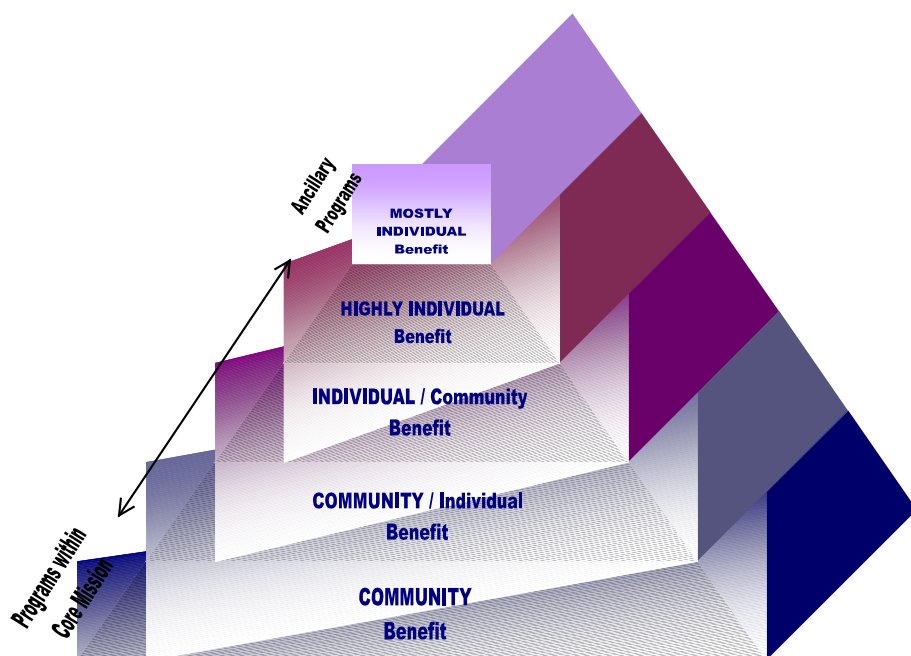 Ancillary
Programs
MOSTLY
INDIVIDUAL
Benefit
HIGHLY INDIVIDUAL
Benefit
INDIVIDUAL / Community
Benefit
COMMUNITY / Individual
Benefit
Programs within
Core Mission
COMMUNITY
Benefit